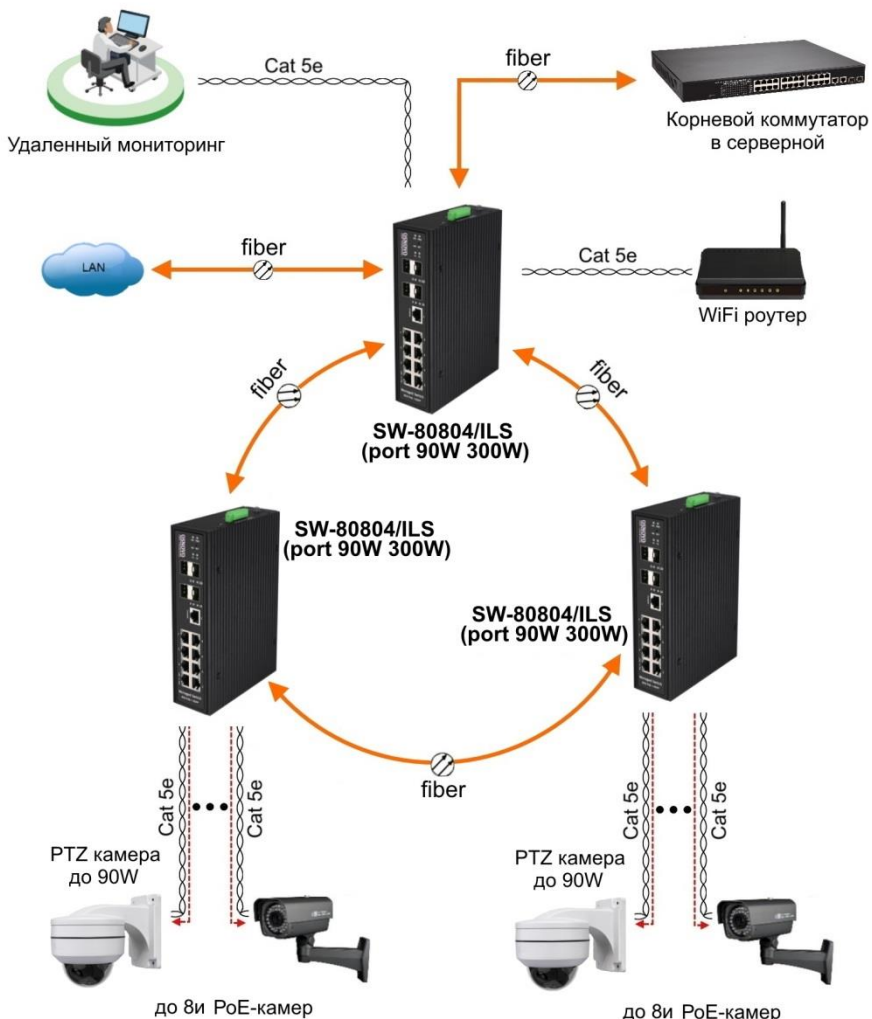 Cat 5e
fiber
Удаленный мониторинг
Корневой коммутатор
в серверной
LAN
fiber
Cat 5e
WiFi роутер
fiber
fiber
SW-80804/ILS
(port 90W 300W)
SW-80804/ILS
(port 90W 300W)
SW-80804/ILS
(port 90W 300W)
fiber
Cat 5e
Cat 5e
Cat 5e
Cat 5e
PTZ камера
до 90W
PTZ камера
до 90W
до 8и PoE-камер
до 8и PoE-камер